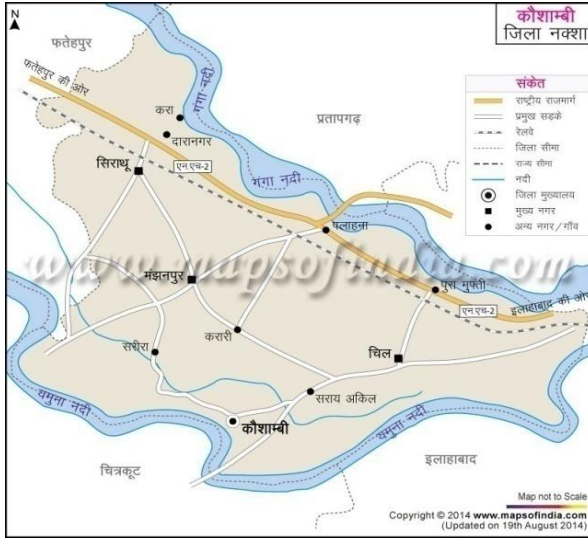 N
कौशाम्बी
जिला नक्शा
फतेहपुर
फतेहपुर की ओर
गंगा नदी
करा
दारानगर
प्रतापगढ़
संकेत
राष्ट्रीय राजमार्ग
प्रमुख सड़कें
रेलवे
जिला सीमा
राज्य सीमा
नदी
जिला मुख्यालय
मुख्य नगर
अन्य नगर/गाँव
सिराथू
एन.एच-2
गंगा नदी
पलाहना
www.mapsofindia.com
मंझनपुर
पुरा मुफ्ती
इलाहाबाद की ओर
एन.एच-2
करारी
सरीरा
चिल
सराय अकिल
यमुना नदी
कौशाम्बी
यमुना नदी
चित्रकूट
इलाहाबाद
Map not to Scale
Copyright © 2014 www.mapsofindia.com
(Updated on 19th August 2014)